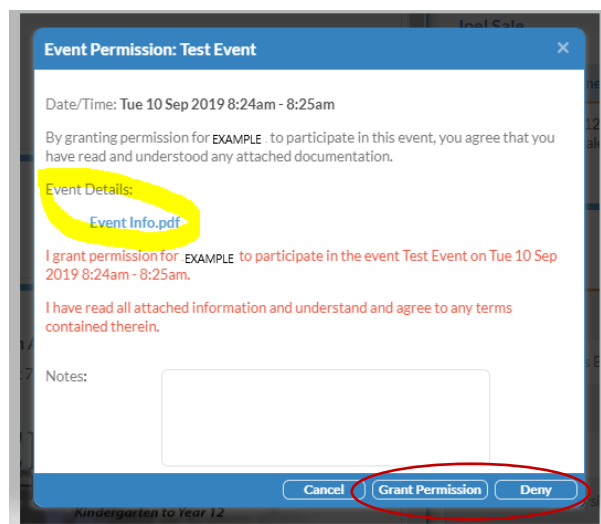 Joel Sale
Event Permission: Test Event ×
Date/Time: Tue 10 Sep 2019 8:24am - 8:25am
By granting permission for EXAMPLE to participate in this event, you agree that you
have read and understood any attached documentation.
Event Details:
Event Info.pdf
I grant permission for EXAMPLE to participate in the event Test Event on Tue 10 Sep
2019 8:24am - 8:25am.
I have read all attached information and understand and agree to any terms
contained therein.
Notes:
Cancel Grant Permission Deny
Kindergarten to Year 12